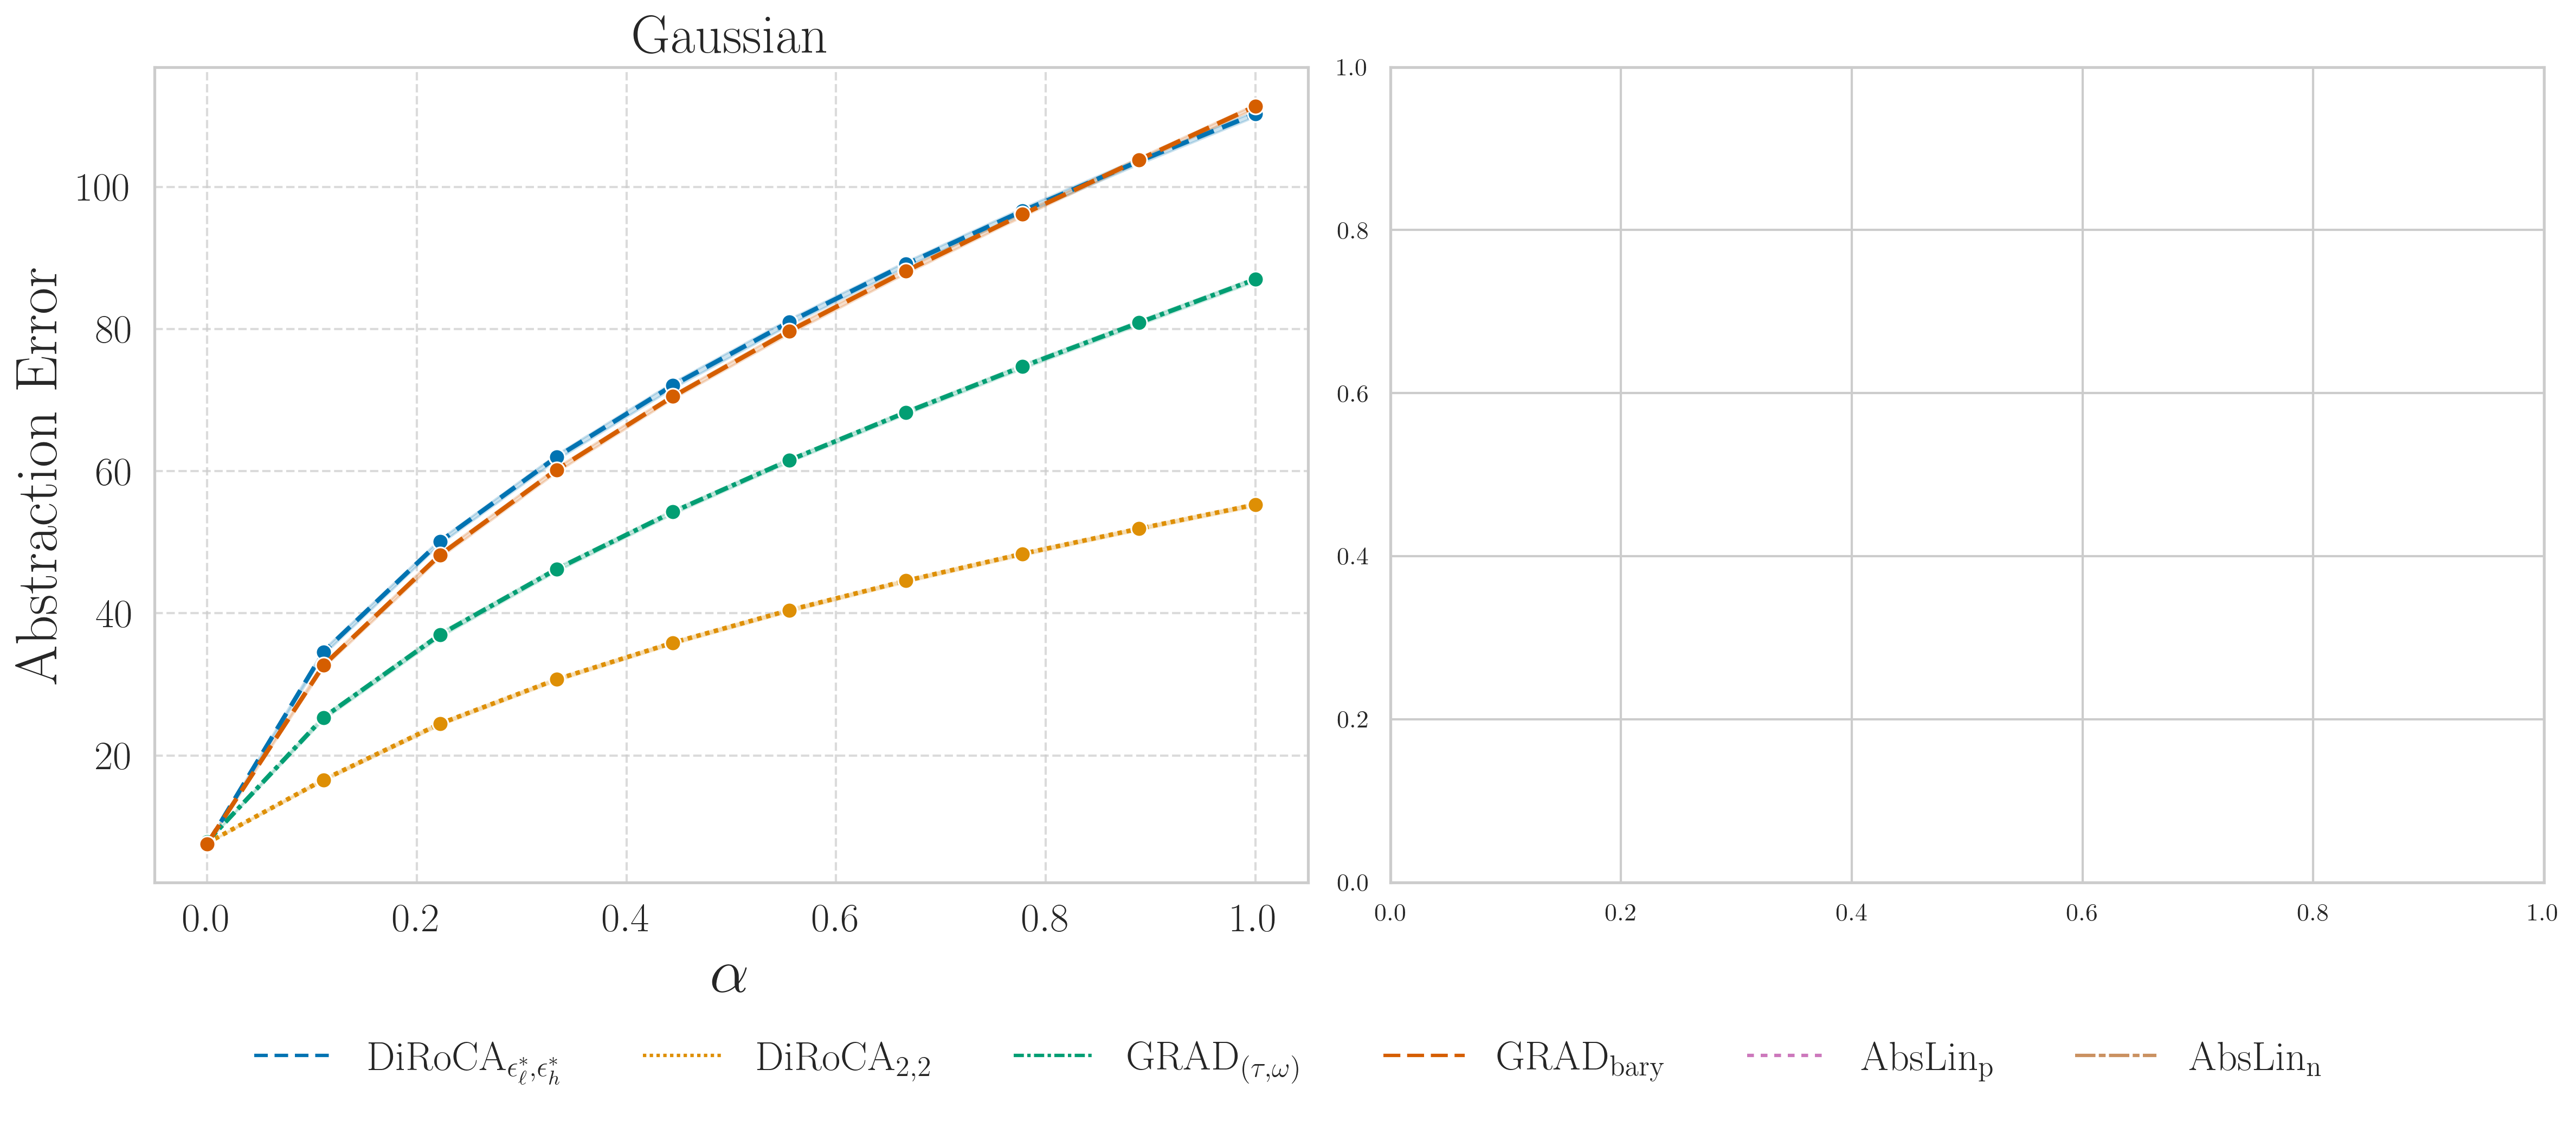 Gaussian
Abstraction Error
100
80
60
40
20
0.0 0.2 0.4 0.6 0.8 1.0
α
1.0
0.8
0.6
0.4
0.2
0.0
0.0 0.2 0.4 0.6 0.8 1.0
DiRoCA_{ϵ_ℓ^*,ϵ_h^*} DiRoCA_{2,2} GRAD_{(τ,ω)} GRAD_{bary} AbsLin_p AbsLin_n